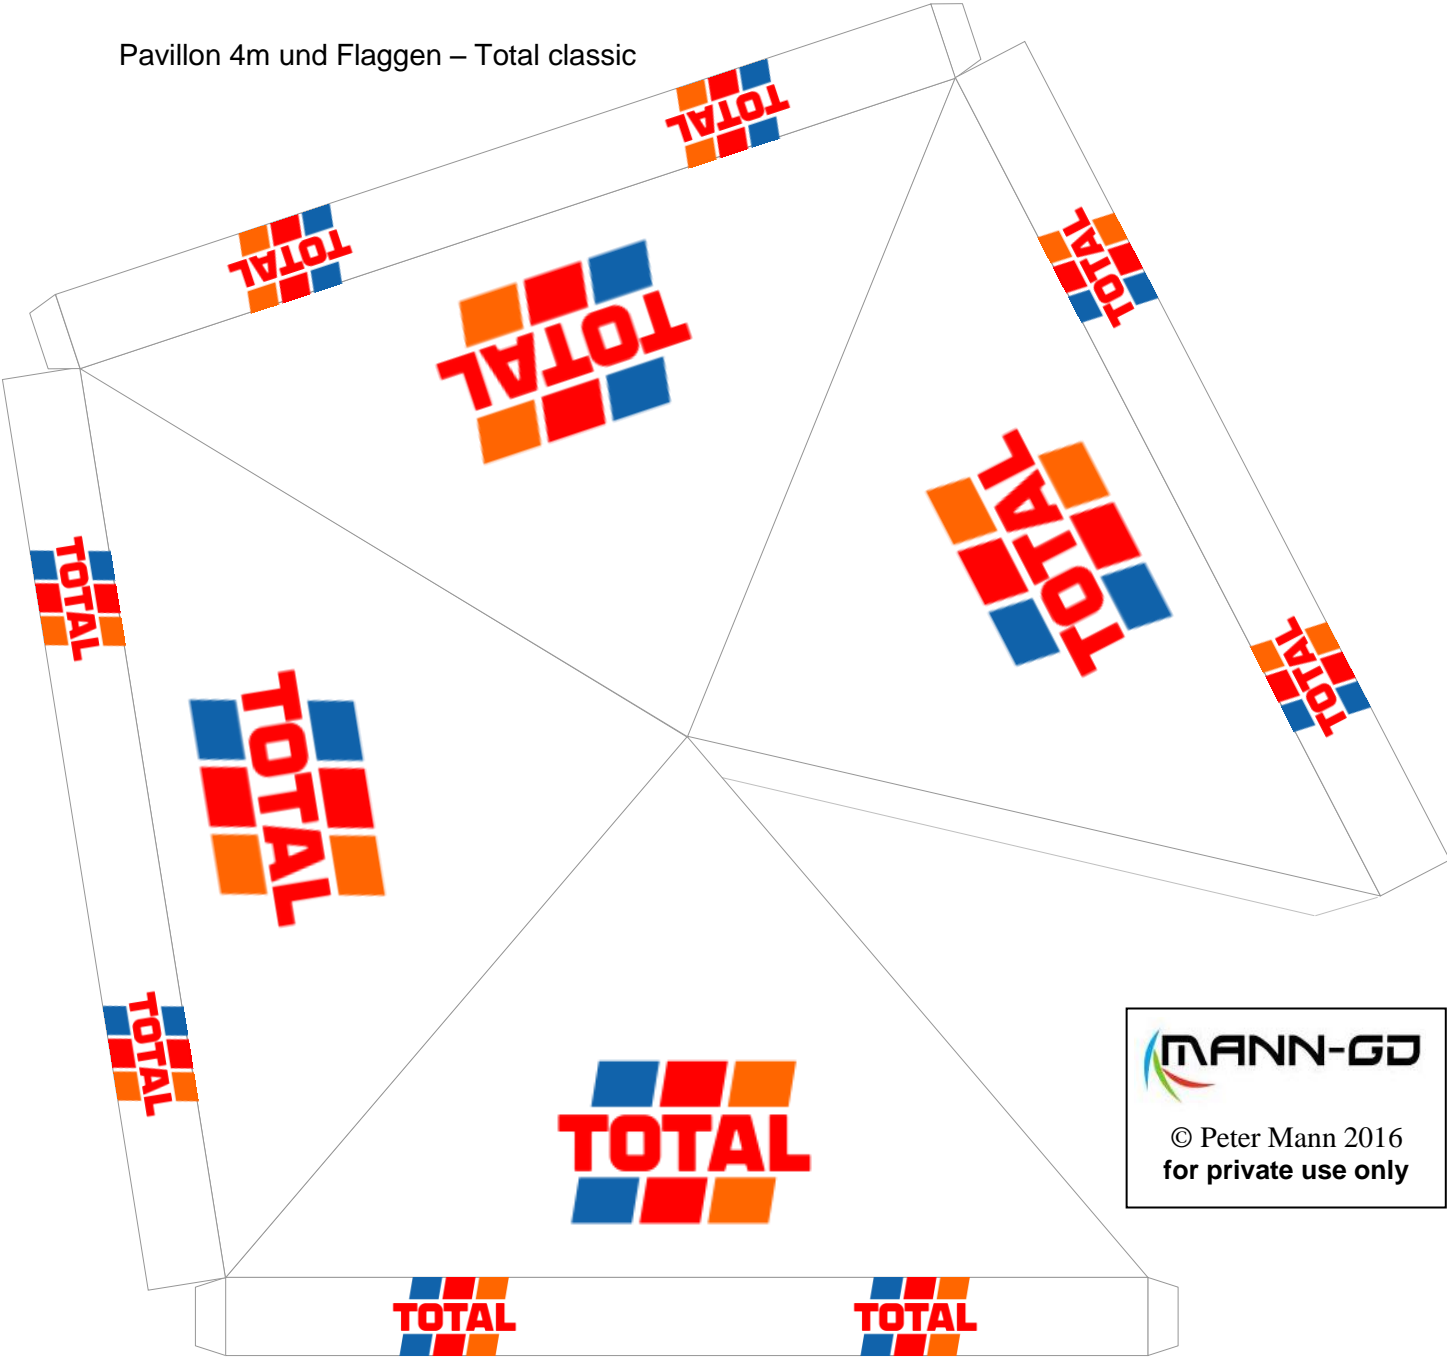 Pavillon 4m und Flaggen – Total classic
TOTAL
TOTAL
TOTAL
TOTAL
TOTAL
TOTAL
TOTAL
TOTAL
TOTAL
TOTAL
TOTAL
TOTAL
MANN-GD
© Peter Mann 2016
for private use only